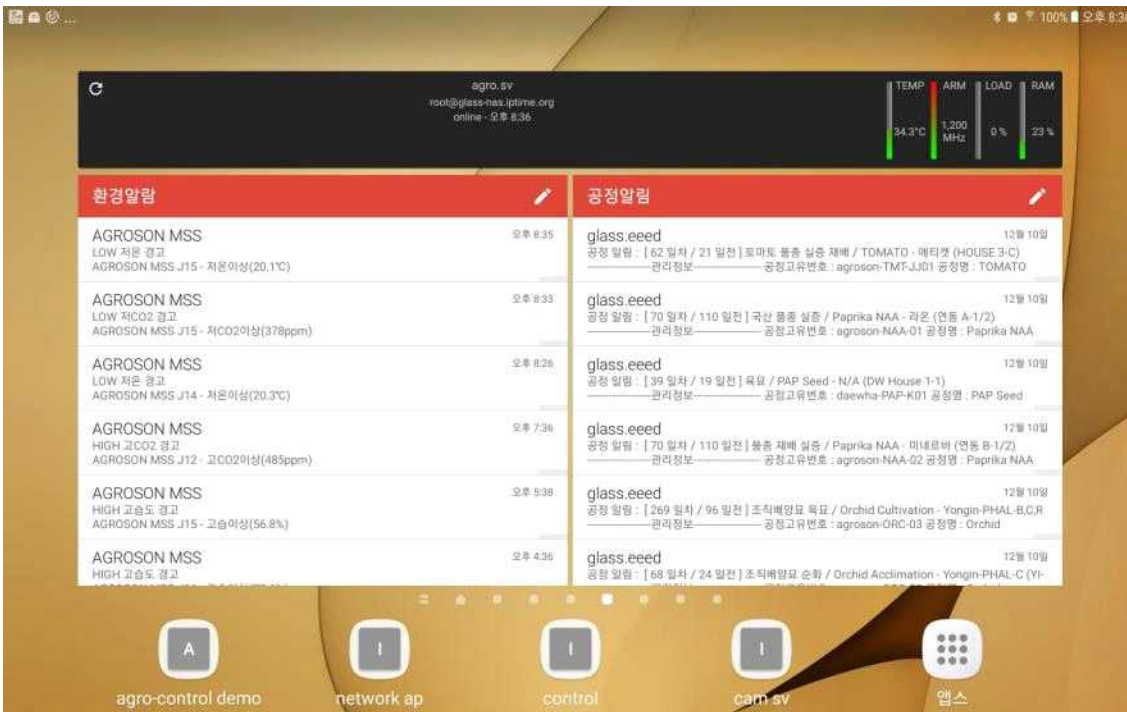 ... 100% 오후 8:3
agro.sv
root@glass-nas.iptime.org
online - 오후 8:36
TEMP ARM LOAD RAM
34.3°C 1,200 MHz 0 % 23 %
환경알람
AGROSON MSS 오후 8:35
LOW 저온 경고
AGROSON MSS J15 - 저온이상(20.1℃)
AGROSON MSS 오후 8:33
LOW 저CO2 경고
AGROSON MSS J15 - 저CO2이상(378ppm)
AGROSON MSS 오후 8:26
LOW 저온 경고
AGROSON MSS J14 - 저온이상(20.3℃)
AGROSON MSS 오후 7:36
HIGH 고CO2 경고
AGROSON MSS J12 - 고CO2이상(485ppm)
AGROSON MSS 오후 5:38
HIGH 고습도 경고
AGROSON MSS J15 - 고습이상(56.8%)
AGROSON MSS 오후 4:36
HIGH 고습도 경고
공정알림
glass.eeed 12월 10일
공정 알림 : [ 62 일차 / 21 일전 ] 토마토 품종 실증 재배 / TOMATO - 에티켓 (HOUSE 3-C)
----------------관리정보---------------- 공정고유번호 : agroson-TMT-JJ01 공정명 : TOMATO
glass.eeed 12월 10일
공정 알림 : [ 70 일차 / 110 일전 ] 국산 품종 실증 / Paprika NAA - 라온 (연동 A-1/2)
----------------관리정보---------------- 공정고유번호 : agroson-NAA-01 공정명 : Paprika NAA
glass.eeed 12월 10일
공정 알림 : [ 39 일차 / 19 일전 ] 육묘 / PAP Seed - N/A (DW House 1-1)
----------------관리정보---------------- 공정고유번호 : daewha-PAP-K01 공정명 : PAP Seed
glass.eeed 12월 10일
공정 알림 : [ 70 일차 / 110 일전 ] 품종 재배 실증 / Paprika NAA - 미네르바 (연동 B-1/2)
----------------관리정보---------------- 공정고유번호 : agroson-NAA-02 공정명 : Paprika NAA
glass.eeed 12월 10일
공정 알림 : [ 269 일차 / 96 일전 ] 조직배양묘 육묘 / Orchid Cultivation - Yongin-PHAL-B,C,R
----------------관리정보---------------- 공정고유번호 : agroson-ORC-03 공정명 : Orchid
glass.eeed 12월 10일
공정 알림 : [ 68 일차 / 24 일전 ] 조직배양묘 순화 / Orchid Acclimation - Yongin-PHAL-C (YI-
A I I I
agro-control demo network ap control cam sv 앱스